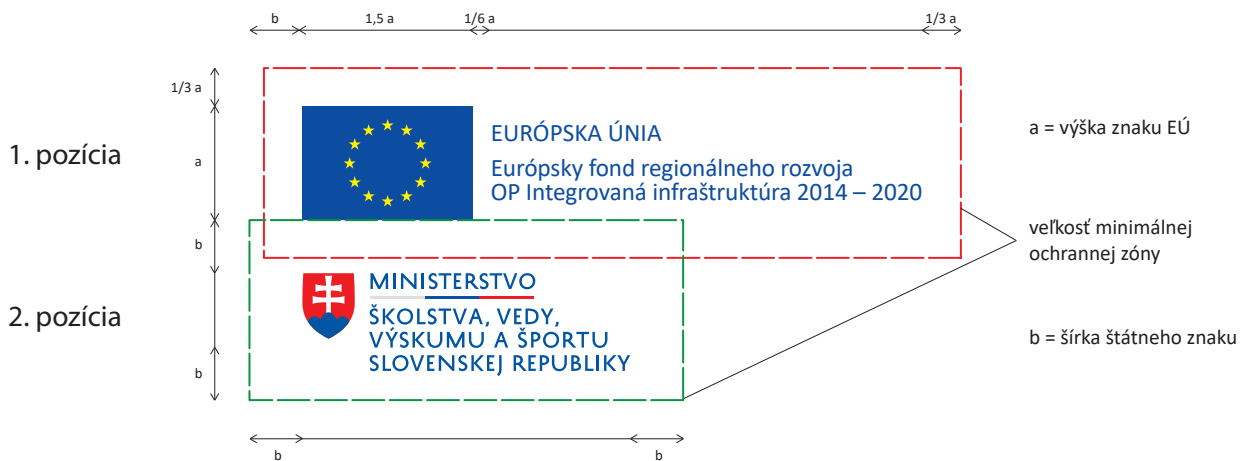 b
1,5 a
1/6 a
1/3 a
1/3 a
1. pozícia
a
EURÓPSKA ÚNIA
Európsky fond regionálneho rozvoja
OP Integrovaná infraštruktúra 2014 – 2020
a = výška znaku EÚ
b
veľkosť minimálnej
ochrannej zóny
2. pozícia
MINISTERSTVO
ŠKOLSTVA, VEDY,
VÝSKUMU A ŠPORTU
SLOVENSKEJ REPUBLIKY
b = šírka štátneho znaku
b
b
b